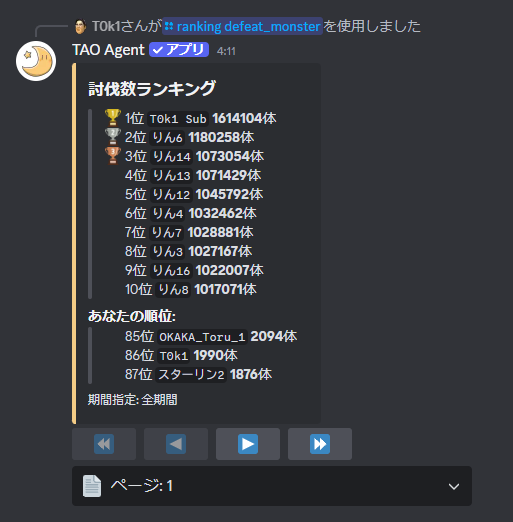 T0k1さんが ranking defeat_monster を使用しました
TAO Agent ✓ アプリ 4:11
討伐数ランキング
1位 T0k1 Sub 1614104体
2位 りん6 1180258体
3位 りん14 1073054体
4位 りん13 1071429体
5位 りん12 1045792体
6位 りん4 1032462体
7位 りん7 1028881体
8位 りん3 1027167体
9位 りん16 1022007体
10位 りん8 1017071体
あなたの順位:
85位 OKAKA_Toru_1 2094体
86位 T0k1 1990体
87位 スターリン2 1876体
期間指定: 全期間
ページ: 1